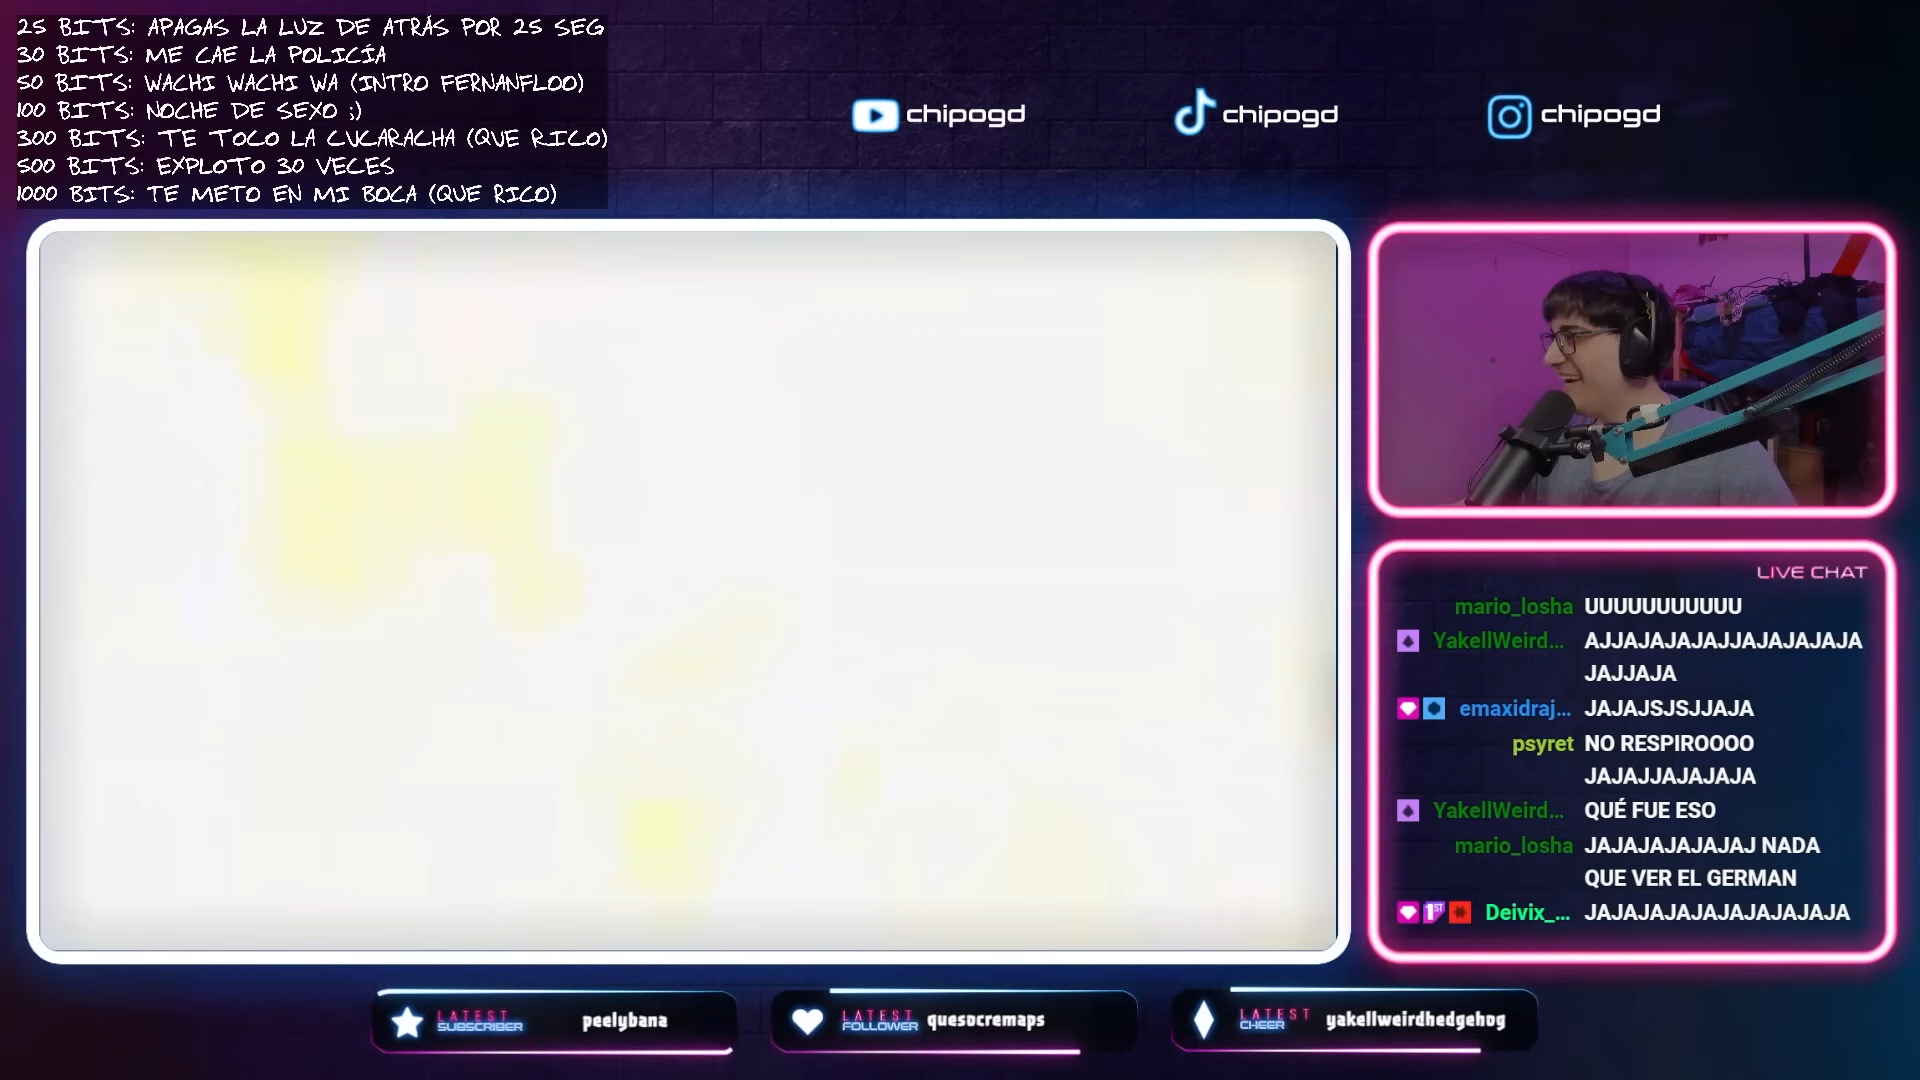 25 BITS: APAGAS LA LUZ DE ATRÁS POR 25 SEG
30 BITS: ME CAE LA POLICÍA
50 BITS: WACHI WACHI WA (INTRO FERNANFLOO)
100 BITS: NOCHE DE SEXO ;)
300 BITS: TE TOCO LA CUCARACHA (QUE RICO)
500 BITS: EXPLOTO 30 VECES
1000 BITS: TE METO EN MI BOCA (QUE RICO)
chipogd
chipogd
chipogd
LIVE CHAT
mario_losha UUUUUUUUUUU
YakellWeird... AJJAJAJAJAJJAJAJAJAJA
JAJJAJA
emaxidraj... JAJAJSJSJJAJA
psyret NO RESPIROOOO
JAJAJJAJAJAJA
YakellWeird... QUÉ FUE ESO
mario_losha JAJAJAJAJAJAJ NADA
QUE VER EL GERMAN
1ST Deivix_... JAJAJAJAJAJAJAJAJAJA
LATEST SUBSCRIBER peelybana
LATEST FOLLOWER quesocremaps
LATEST CHEER yakellweirdhedgehog